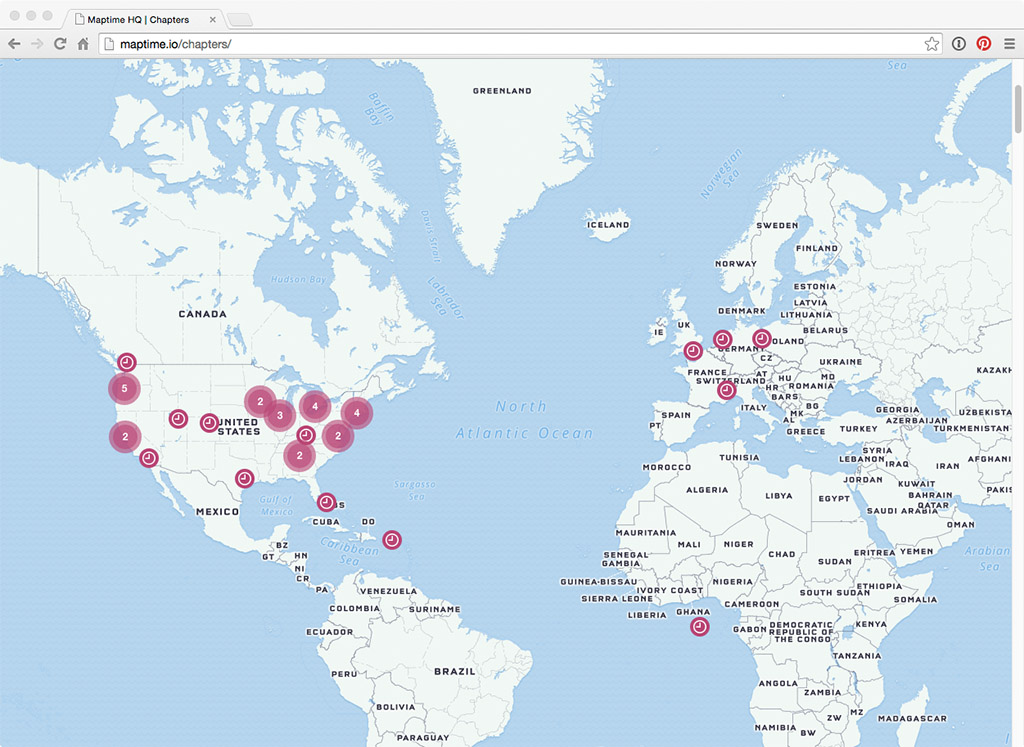 Maptime HQ | Chapters
maptime.io/chapters/
Sea
GREENLAND
Baffin
Bay
Norwegian
Sea
Davis Strait
ICELAND
SWEDEN
FINLAND
NORWAY
Hudson Bay
Labrador
Sea
ESTONIA
LATVIA
LITHUANIA
DENMARK
CANADA
UK
IE
BELARUS
GERMANY
OLAND
CZ
UKRAINE
KAZAKH
FRANCE
AT
HU
MD
SWITZERLAND
HR
ROMANIA
BA
RS
5
2
3
4
4
2
2
2
UNITED
STATES
North
Atlantic Ocean
ITALY
BG
MK
AL
SPAIN
PT
GREECE
GEORGIA
AZERBAIJAN
UZBEKISTA
TURKEY
TURKMENISTAN
SYRIA
LEBANON
IRAQ
IRAN
AFGHANI
TUNISIA
MOROCCO
JORDAN
KUWAIT
BAHRAIN
QATAR
PAKIS
ALGERIA
LIBYA
EGYPT
SAUDI ARABIA
OMAN
Sargasso
Sea
Gulf of
Mexico
MEXICO
BS
CUBA
DO
Caribbean
Sea
BZ
GT
HN
NI
CR
PA
MAURITANIA
MALI
NIGER
CHAD
SUDAN
ERITREA
YEMEN
Arabian
Sea
SENEGAL
GAMBIA
GUINEA-BISSAU
SIERRA LEONE
IVORY COAST
NIGERIA
SOUTH SUDAN
ETHIOPIA
SOMALIA
LIBERIA
GHANA
CAMEROON
VENEZUELA
COLOMBIA
SURINAME
GABON
DEMOCRATIC
REPUBLIC OF
THE CONGO
KENYA
ECUADOR
TANZANIA
PERU
BRAZIL
ANGOLA
ZAMBIA
BOLIVIA
MZ
ZW
MADAGASCAR
NAMIBIA
BW
PARAGUAY